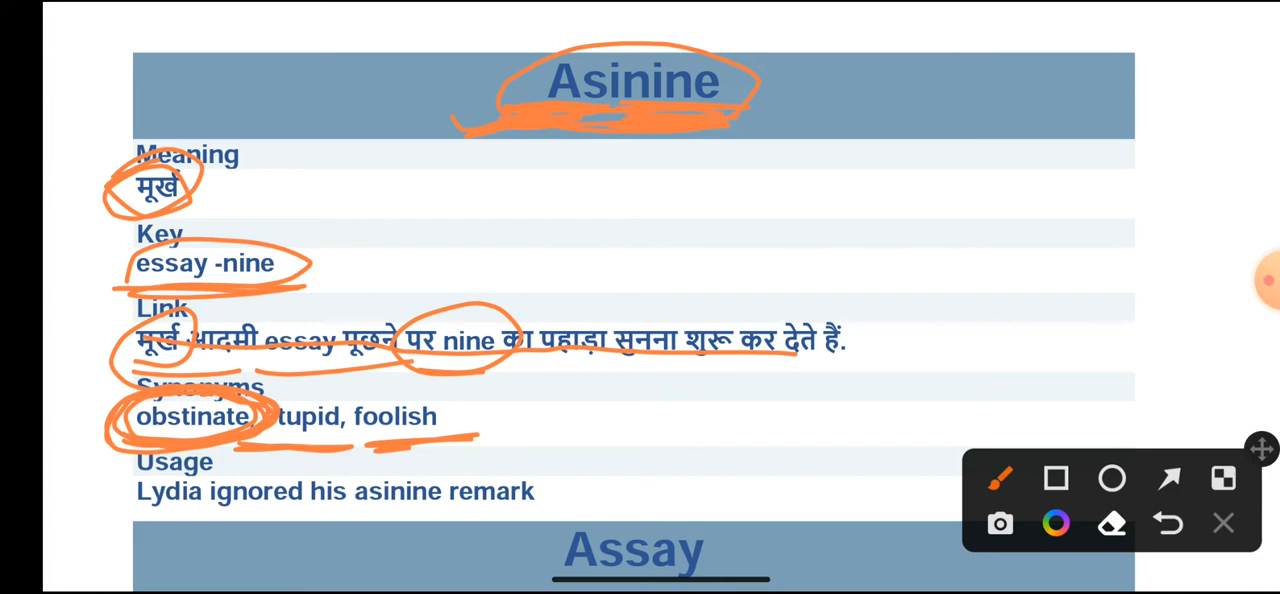 Asinine
Meaning
मूर्ख
Key
essay -nine
Link
मूर्ख आदमी essay पूछने पर nine का पहाड़ा सुनना शुरू कर देते हैं.
Synonyms
obstinate, stupid, foolish
Usage
Lydia ignored his asinine remark
Assay